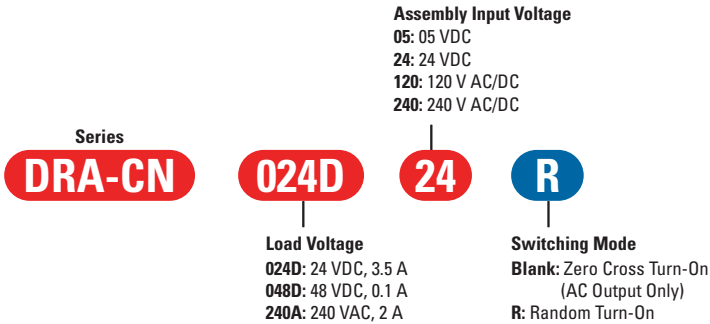 Assembly Input Voltage
05: 05 VDC
24: 24 VDC
120: 120 V AC/DC
240: 240 V AC/DC
Series
DRA-CN
024D
24
R
Load Voltage
024D: 24 VDC, 3.5 A
048D: 48 VDC, 0.1 A
240A: 240 VAC, 2 A
Switching Mode
Blank: Zero Cross Turn-On
(AC Output Only)
R: Random Turn-On